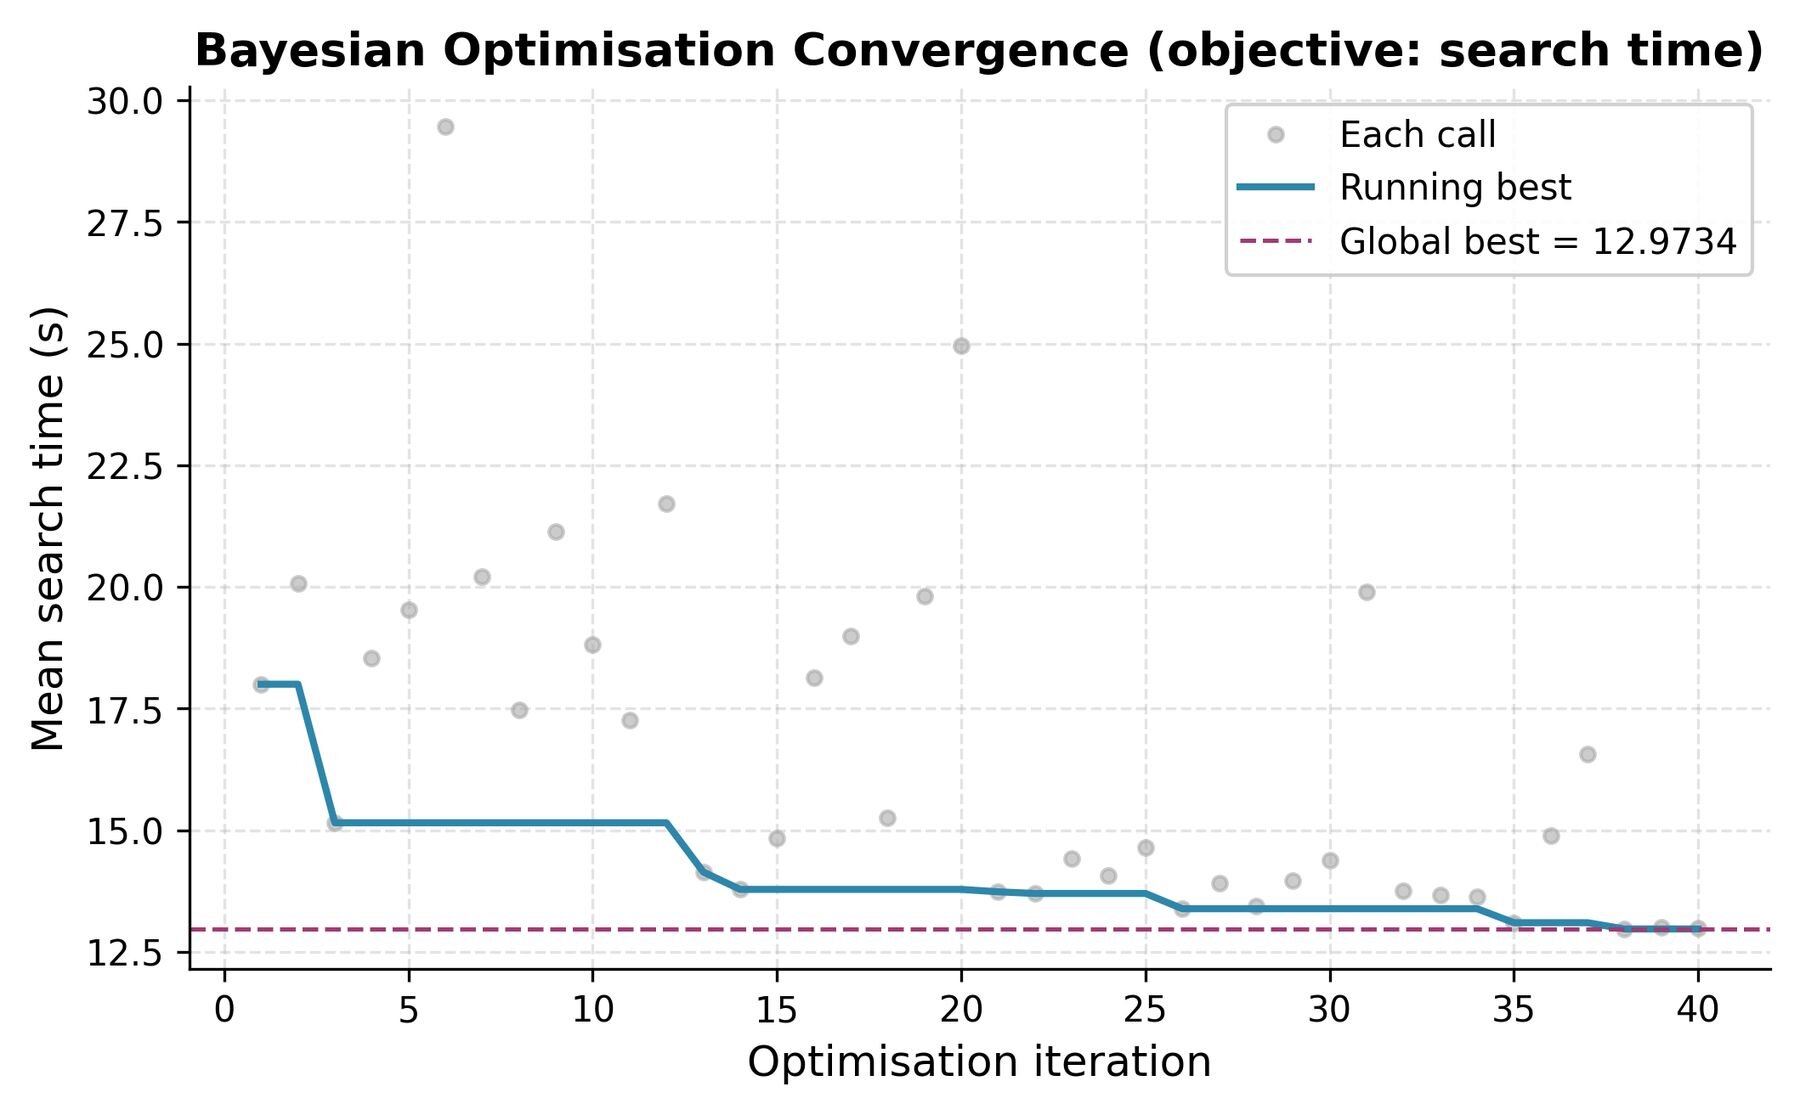 Bayesian Optimisation Convergence (objective: search time)
30.0
27.5
25.0
22.5
20.0
17.5
15.0
12.5
Mean search time (s)
Each call
Running best
Global best = 12.9734
0 5 10 15 20 25 30 35 40
Optimisation iteration